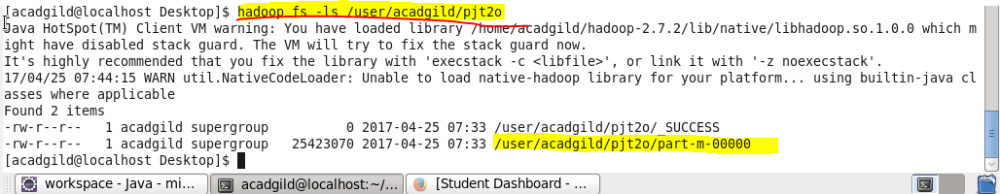 [acadgild@localhost Desktop]$ hadoop fs -ls /user/acadgild/pjt2o
Java HotSpot(TM) Client VM warning: You have loaded library /home/acadgild/hadoop-2.7.2/lib/native/libhadoop.so.1.0.0 which m
ight have disabled stack guard. The VM will try to fix the stack guard now.
It's highly recommended that you fix the library with 'execstack -c <libfile>', or link it with '-z noexecstack'.
17/04/25 07:44:15 WARN util.NativeCodeLoader: Unable to load native-hadoop library for your platform... using builtin-java cl
asses where applicable
Found 2 items
-rw-r--r--   1 acadgild supergroup          0 2017-04-25 07:33 /user/acadgild/pjt2o/_SUCCESS
-rw-r--r--   1 acadgild supergroup   25423070 2017-04-25 07:33 /user/acadgild/pjt2o/part-m-00000
[acadgild@localhost Desktop]$
workspace - Java - mi... acadgild@localhost:~/... [Student Dashboard - ...